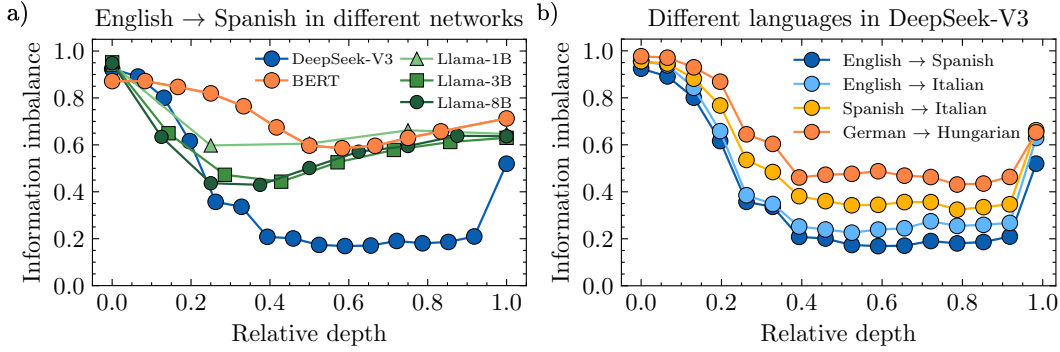 a) English → Spanish in different networks
Information imbalance
1.0
0.8
0.6
0.4
0.2
0.0
DeepSeek-V3
BERT
Llama-1B
Llama-3B
Llama-8B
0.0 0.2 0.4 0.6 0.8 1.0
Relative depth
b) Different languages in DeepSeek-V3
Information imbalance
1.0
0.8
0.6
0.4
0.2
0.0
English → Spanish
English → Italian
Spanish → Italian
German → Hungarian
0.0 0.2 0.4 0.6 0.8 1.0
Relative depth